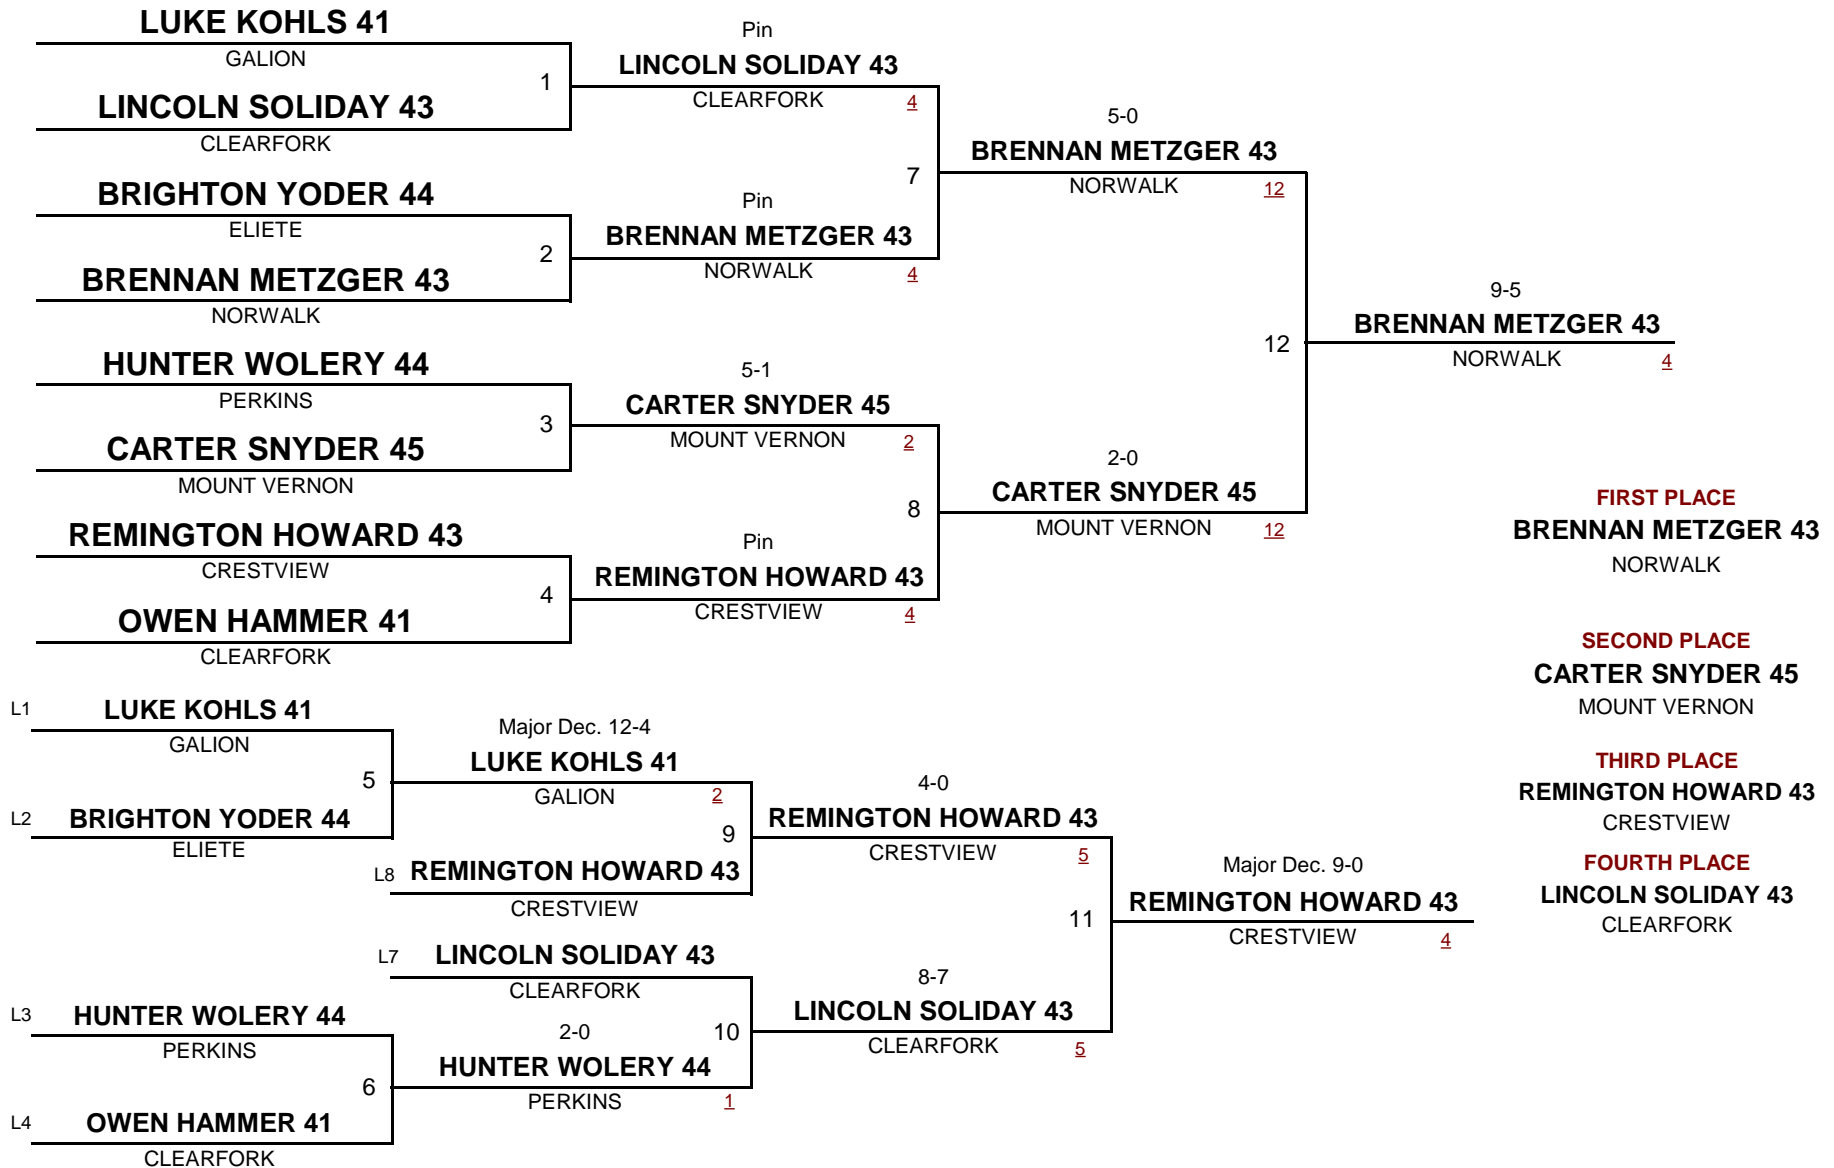 LUKE KOHLS 41
GALION
1
LINCOLN SOLIDAY 43
CLEARFORK
Pin
LINCOLN SOLIDAY 43
CLEARFORK 4
BRIGHTON YODER 44
ELIETE
2
BRENNAN METZGER 43
NORWALK
Pin
BRENNAN METZGER 43
NORWALK 4
7
5-0
BRENNAN METZGER 43
NORWALK 12
HUNTER WOLERY 44
PERKINS
3
CARTER SNYDER 45
MOUNT VERNON
5-1
CARTER SNYDER 45
MOUNT VERNON 2
REMINGTON HOWARD 43
CRESTVIEW
4
OWEN HAMMER 41
CLEARFORK
Pin
REMINGTON HOWARD 43
CRESTVIEW 4
8
2-0
CARTER SNYDER 45
MOUNT VERNON 12
12
9-5
BRENNAN METZGER 43
NORWALK 4
L1 LUKE KOHLS 41
GALION
5
L2 BRIGHTON YODER 44
ELIETE
Major Dec. 12-4
LUKE KOHLS 41
GALION 2
9
L8 REMINGTON HOWARD 43
CRESTVIEW
4-0
REMINGTON HOWARD 43
CRESTVIEW 5
L7 LINCOLN SOLIDAY 43
CLEARFORK
L3 HUNTER WOLERY 44
PERKINS
6
L4 OWEN HAMMER 41
CLEARFORK
2-0
HUNTER WOLERY 44
PERKINS 1
10
8-7
LINCOLN SOLIDAY 43
CLEARFORK 5
11
Major Dec. 9-0
REMINGTON HOWARD 43
CRESTVIEW 4
FIRST PLACE
BRENNAN METZGER 43
NORWALK
SECOND PLACE
CARTER SNYDER 45
MOUNT VERNON
THIRD PLACE
REMINGTON HOWARD 43
CRESTVIEW
FOURTH PLACE
LINCOLN SOLIDAY 43
CLEARFORK